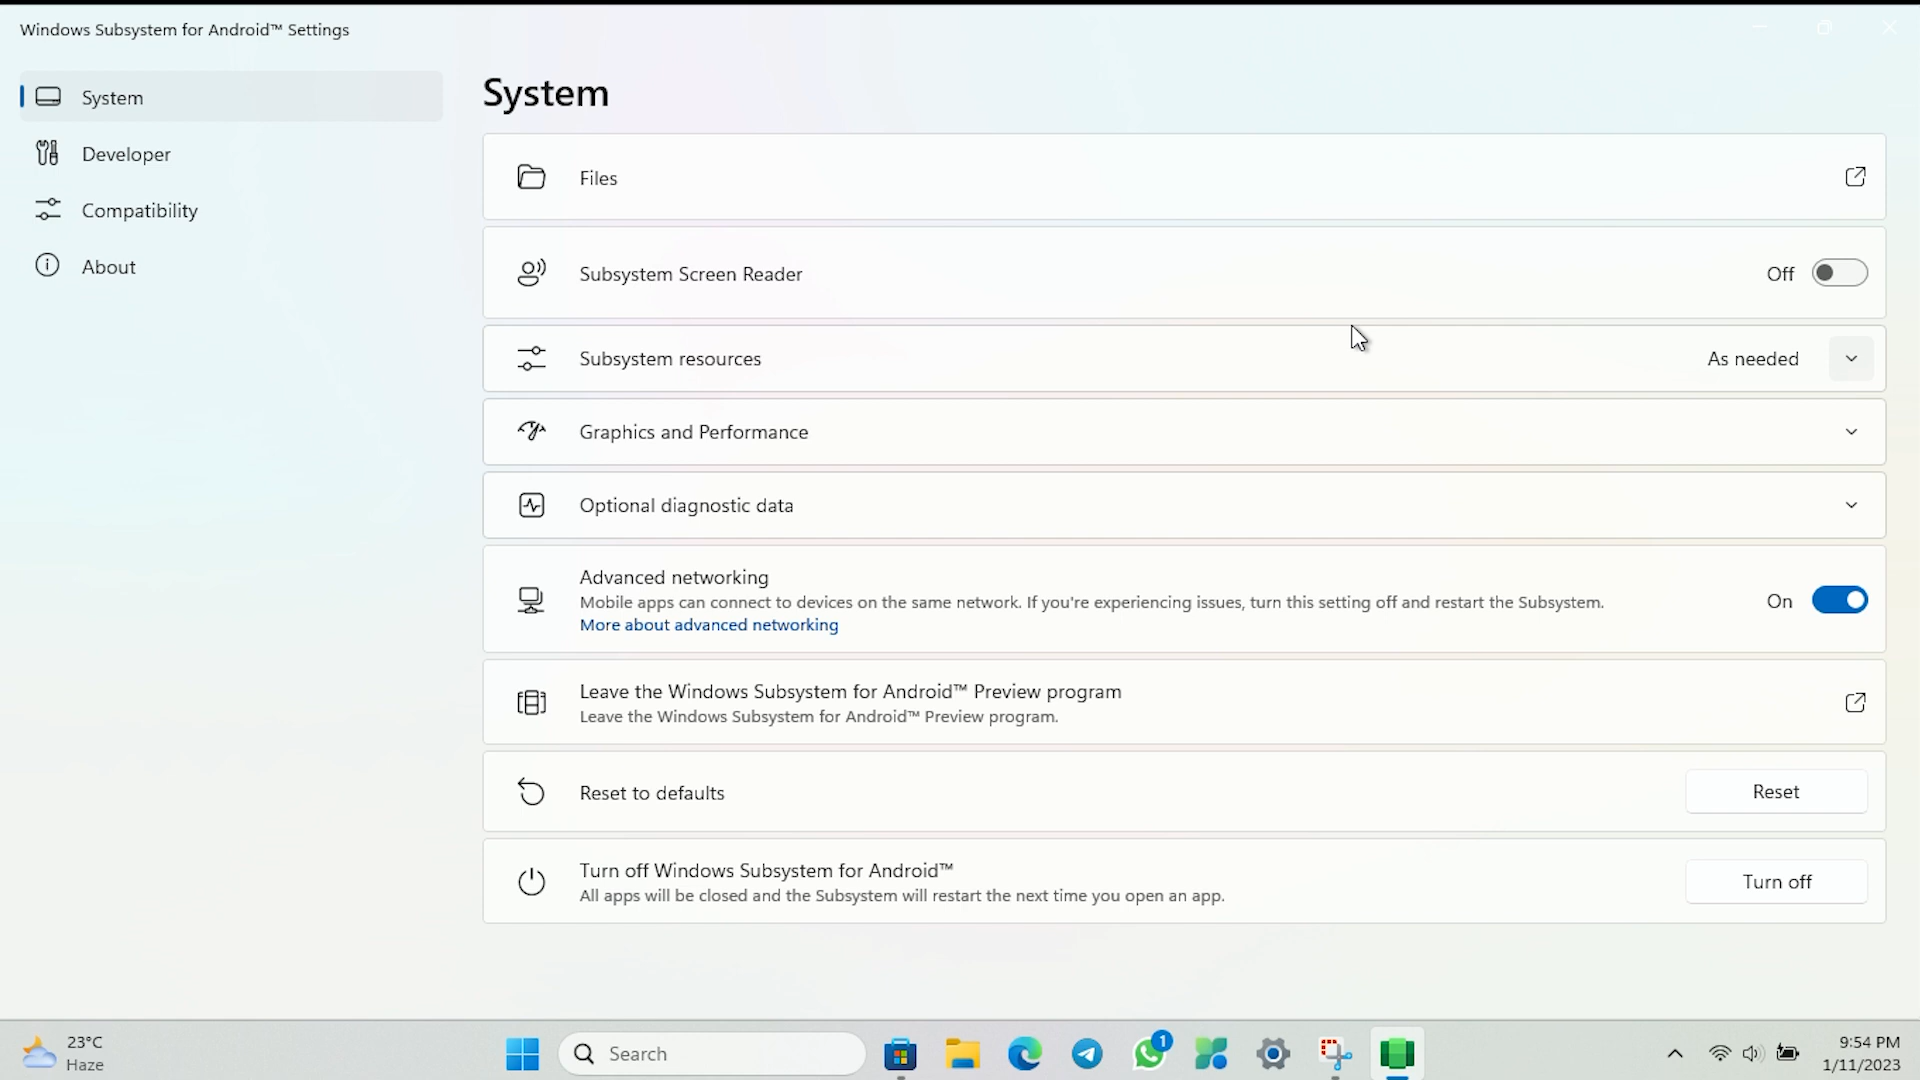 Windows Subsystem for Android™ Settings
System
Developer
Compatibility
About
System
Files
Subsystem Screen Reader
Off
Subsystem resources
As needed
Graphics and Performance
Optional diagnostic data
Advanced networking
Mobile apps can connect to devices on the same network. If you're experiencing issues, turn this setting off and restart the Subsystem.
More about advanced networking
On
Leave the Windows Subsystem for Android™ Preview program
Leave the Windows Subsystem for Android™ Preview program.
Reset to defaults
Reset
Turn off Windows Subsystem for Android™
All apps will be closed and the Subsystem will restart the next time you open an app.
Turn off
23°C
Haze
Search
1
9:54 PM
1/11/2023